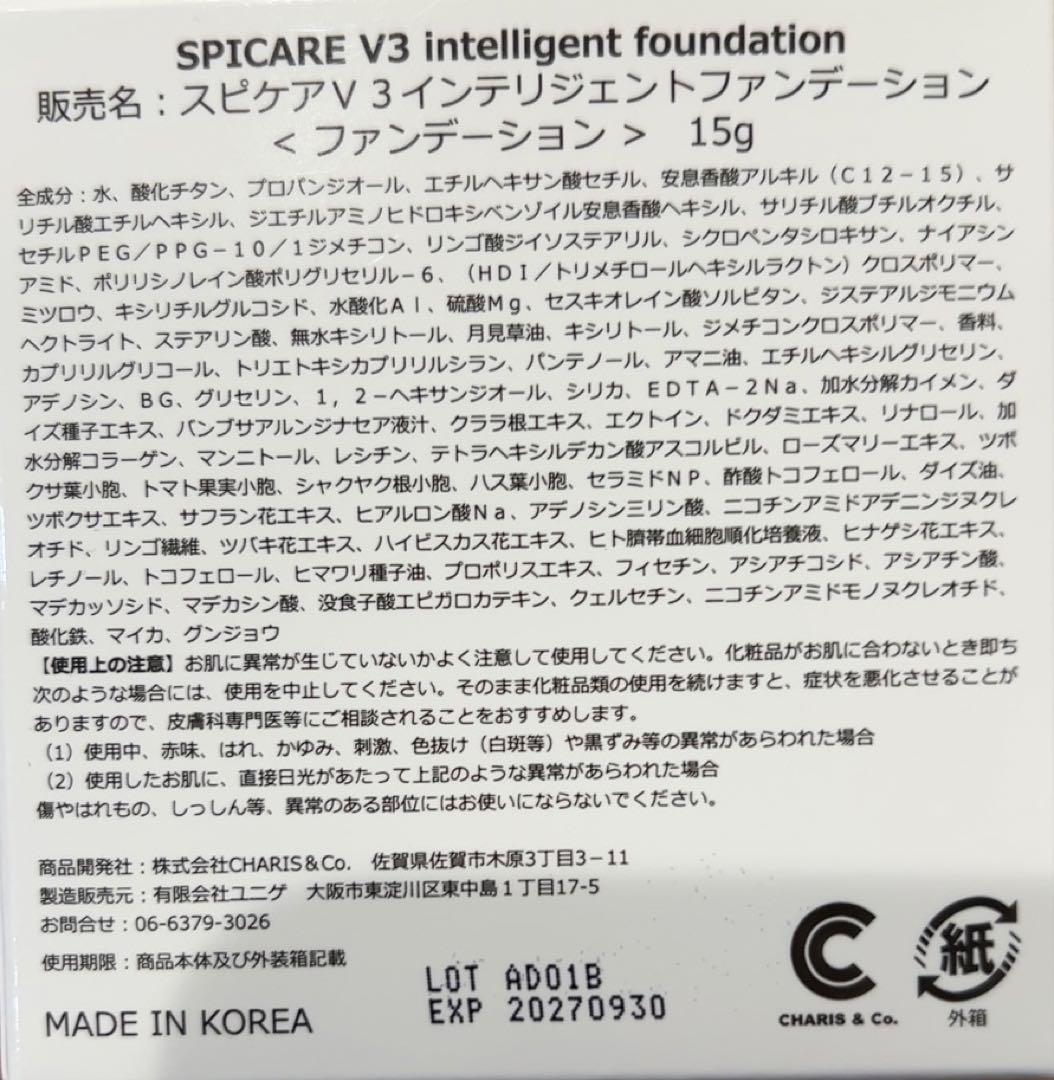 SPICARE V3 intelligent foundation
販売名：スピケアＶ３インテリジェントファンデーション
＜ファンデーション＞　15g
全成分：水、酸化チタン、プロパンジオール、エチルヘキサン酸セチル、安息香酸アルキル（Ｃ１２－１５）、サ
リチル酸エチルヘキシル、ジエチルアミノヒドロキシベンゾイル安息香酸ヘキシル、サリチル酸ブチルオクチル、
セチルＰＥＧ／ＰＰＧ－１０／１ジメチコン、リンゴ酸ジイソステアリル、シクロペンタシロキサン、ナイアシン
アミド、ポリリシノレイン酸ポリグリセリル－６、（ＨＤＩ／トリメチロールヘキシルラクトン）クロスポリマー、
ミツロウ、キシリチルグルコシド、水酸化Ａｌ、硫酸Ｍｇ、セスキオレイン酸ソルビタン、ジステアルジモニウム
ヘクトライト、ステアリン酸、無水キシリトール、月見草油、キシリトール、ジメチコンクロスポリマー、香料、
カプリリルグリコール、トリエトキシカプリリルシラン、パンテノール、アマニ油、エチルヘキシルグリセリン、
アデノシン、ＢＧ、グリセリン、１，２－ヘキサンジオール、シリカ、ＥＤＴＡ－２Ｎａ、加水分解カイメン、ダ
イズ種子エキス、バンブサアルンジナセア液汁、クララ根エキス、エクトイン、ドクダミエキス、リナロール、加
水分解コラーゲン、マンニトール、レシチン、テトラヘキシルデカン酸アスコルビル、ローズマリーエキス、ツボ
クサ葉小胞、トマト果実小胞、シャクヤク根小胞、ハス葉小胞、セラミドＮＰ、酢酸トコフェロール、ダイズ油、
ツボクサエキス、サフラン花エキス、ヒアルロン酸Ｎａ、アデノシン三リン酸、ニコチンアミドアデニンジヌクレ
オチド、リンゴ繊維、ツバキ花エキス、ハイビスカス花エキス、ヒト臍帯血細胞順化培養液、ヒナゲシ花エキス、
レチノール、トコフェロール、ヒマワリ種子油、プロポリスエキス、フィセチン、アシアチコシド、アシアチン酸、
マデカッソシド、マデカシン酸、没食子酸エピガロカテキン、クェルセチン、ニコチンアミドモノヌクレオチド、
酸化鉄、マイカ、グンジョウ
【使用上の注意】お肌に異常が生じていないかよく注意して使用してください。化粧品がお肌に合わないとき即ち
次のような場合には、使用を中止してください。そのまま化粧品類の使用を続けますと、症状を悪化させることが
ありますので、皮膚科専門医等にご相談されることをおすすめします。
（1）使用中、赤味、はれ、かゆみ、刺激、色抜け（白斑等）や黒ずみ等の異常があらわれた場合
（2）使用したお肌に、直接日光があたって上記のような異常があらわれた場合
傷やはれもの、しっしん等、異常のある部位にはお使いにならないでください。
商品開発社：株式会社CHARIS＆Co.　佐賀県佐賀市木原3丁目3－11
製造販売元：有限会社ユニゲ　大阪市東淀川区東中島１丁目17-5
お問合せ：06-6379-3026
使用期限：商品本体及び外装箱記載
LOT AD01B
EXP 20270930
MADE IN KOREA
CHARIS & Co.
紙
外箱